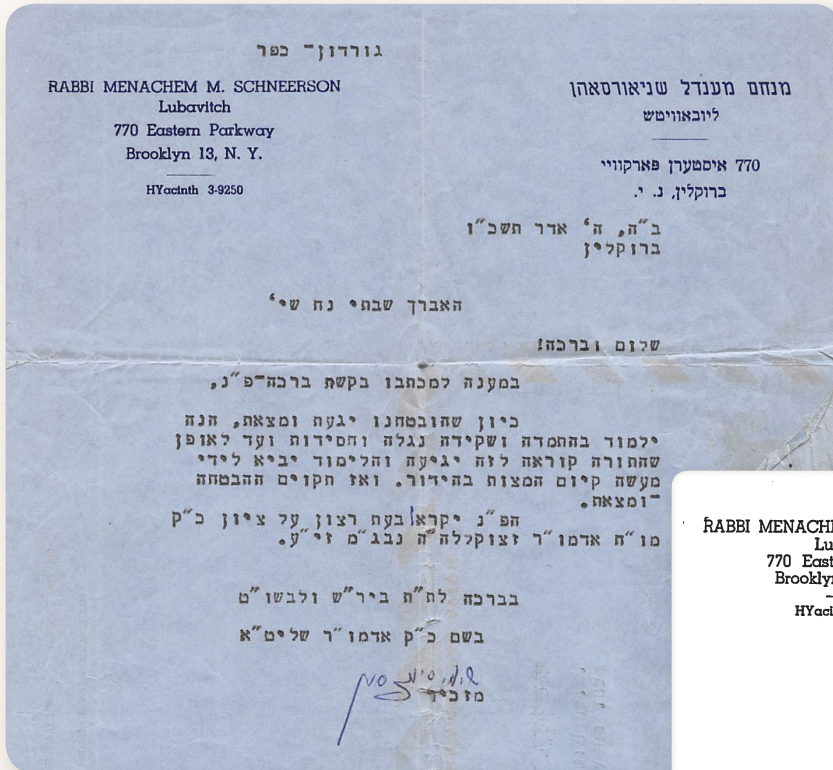 גורדון- כפר
RABBI MENACHEM M. SCHNEERSON
Lubavitch
770 Eastern Parkway
Brooklyn 13, N. Y.
HYacinth 3-9250
מנחם מענדל שניאורסאהן
ליובאוויטש
770 איסטערן פארקוויי
ברוקלין, נ. י.
ב"ה, ה' אדר תשכ"ו
ברוקלין
האברך שבתי נח שי'
שלום וברכה!
במענה למכתבו בקשת ברכה-פ"נ,
כיון שהובטחנו יגעת ומצאת, הנה
ילמוד בהתמדה ושקידה נגלה וחסידות ועד לאופן
שהתורה קוראה לזה יגיעה והלימוד יביא לידי
מעשה קיום המצות בהידור. ואז תקוים ההבטחה
-ומצאת.
הפ"נ יקרא בעת רצון על ציון כ"ק
מו"ח אדמו"ר זצוקללה"ה נבג"מ זי"ע.
בברכה לת"ת ביר"ש ולבשו"ט
בשם כ"ק אדמו"ר שליט"א
מזכיר
RABBI MENACHE
Lu
770 East
Brooklyn
HYaci